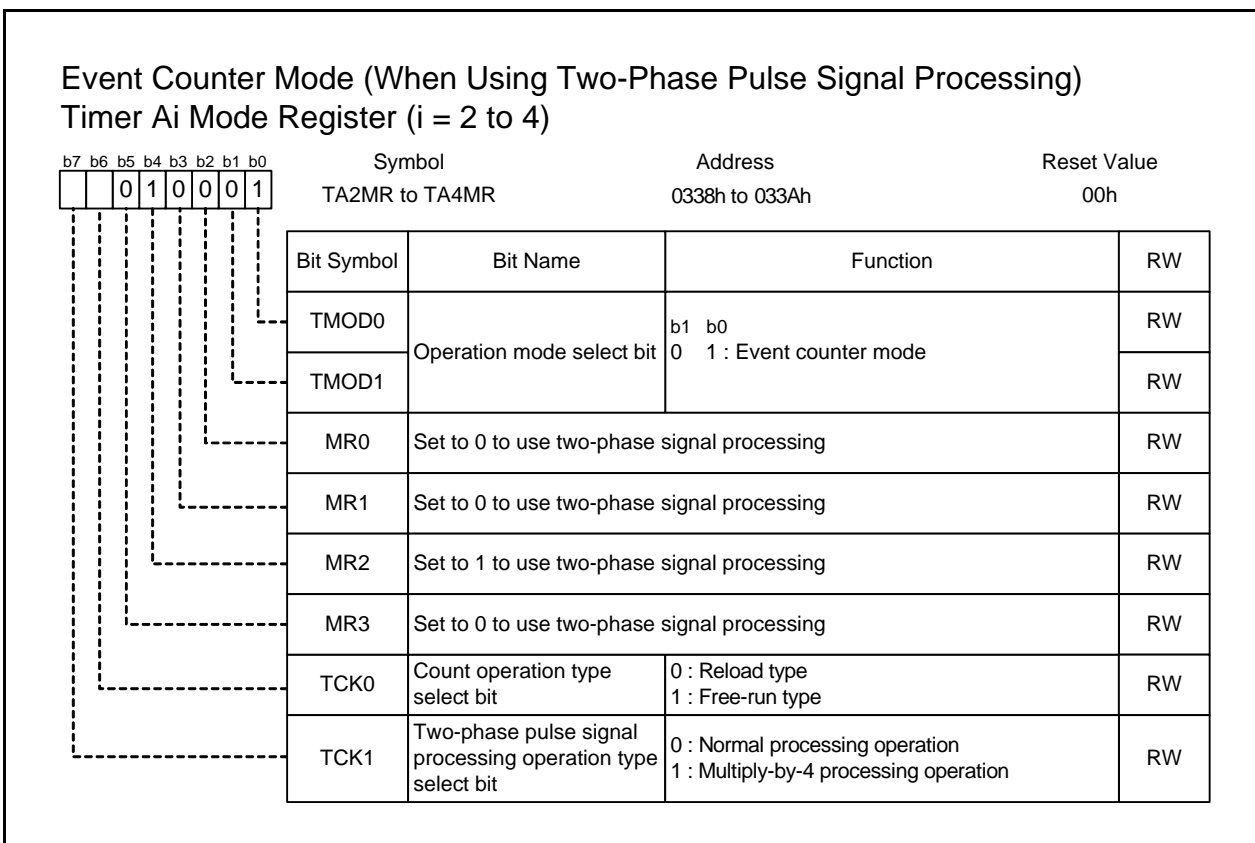 Event Counter Mode (When Using Two-Phase Pulse Signal Processing)
Timer Ai Mode Register (i = 2 to 4)
b7 b6 b5 b4 b3 b2 b1 b0
0 1 0 0 0 1
Symbol Address Reset Value
TA2MR to TA4MR 0338h to 033Ah 00h
Bit Symbol Bit Name Function RW
TMOD0 RW
Operation mode select bit
b1 b0
0 1 : Event counter mode
TMOD1 RW
MR0 Set to 0 to use two-phase signal processing RW
MR1 Set to 0 to use two-phase signal processing RW
MR2 Set to 1 to use two-phase signal processing RW
MR3 Set to 0 to use two-phase signal processing RW
TCK0
Count operation type
select bit
0 : Reload type
1 : Free-run type
RW
TCK1
Two-phase pulse signal
processing operation type
select bit
0 : Normal processing operation
1 : Multiply-by-4 processing operation
RW